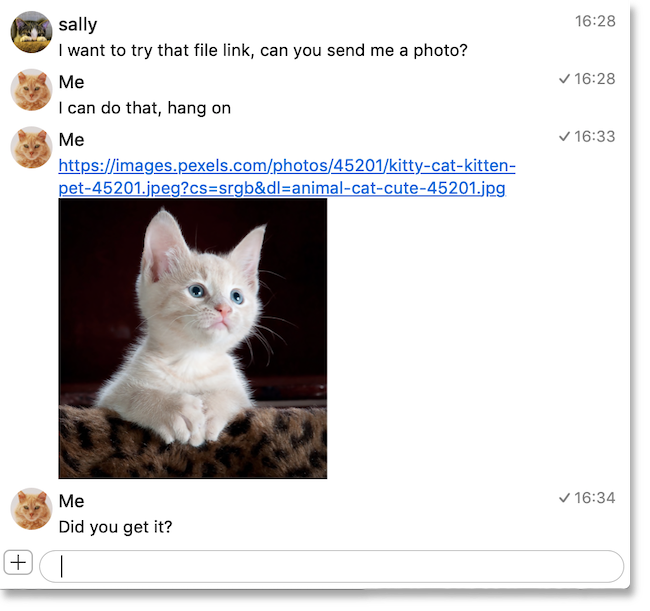 sally 16:28
I want to try that file link, can you send me a photo?
Me 16:28
I can do that, hang on
Me 16:33
https://images.pexels.com/photos/45201/kitty-cat-kitten-
pet-45201.jpeg?cs=srgb&dl=animal-cat-cute-45201.jpg
Me 16:34
Did you get it?